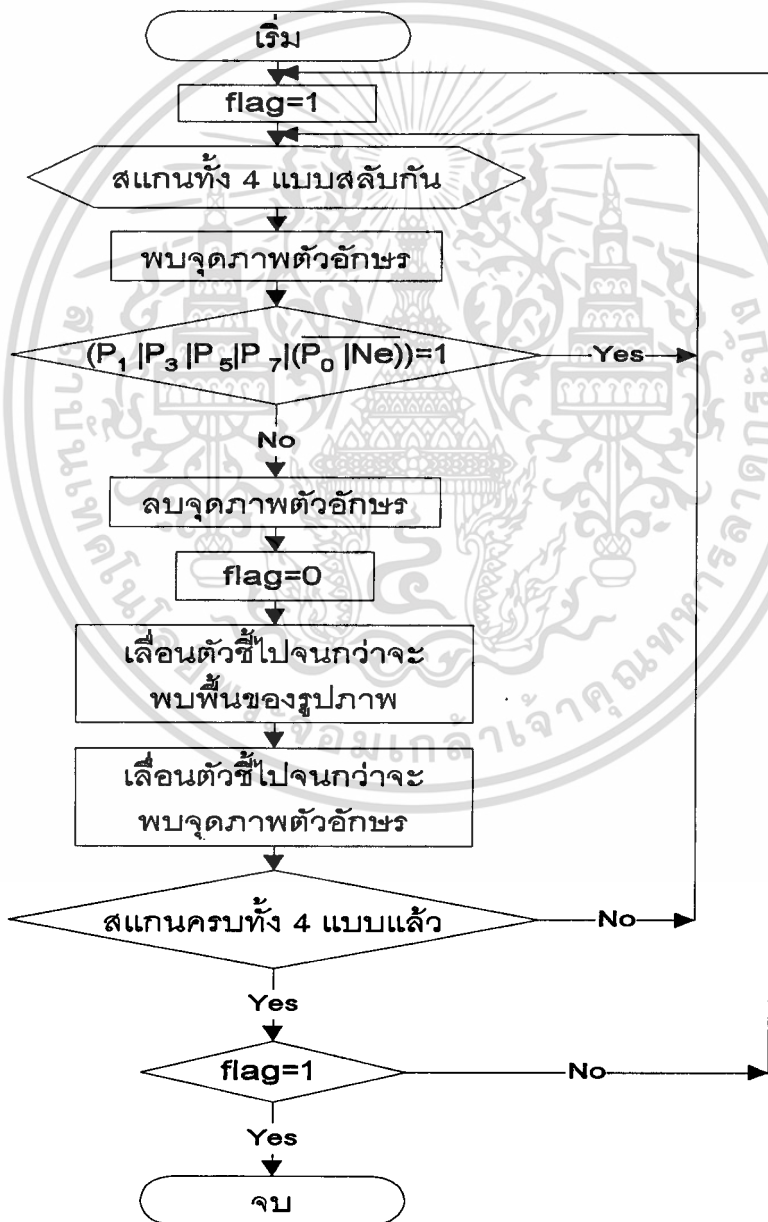 เริ่ม
flag=1
สแกนทั้ง 4 แบบสลับกัน
พบจุดภาพตัวอักษร
(P₁|P₃|P₅|P₇|(P̅₀̅ ̅|̅N̅e̅))=1
Yes
No
ลบจุดภาพตัวอักษร
flag=0
เลื่อนตัวชี้ไปจนกว่าจะ
พบพื้นของรูปภาพ
เลื่อนตัวชี้ไปจนกว่าจะ
พบจุดภาพตัวอักษร
สแกนครบทั้ง 4 แบบแล้ว
No
Yes
flag=1
No
Yes
จบ